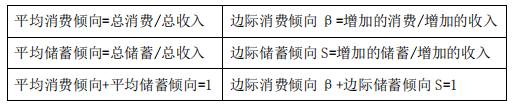 平均消费倾向=总消费/总收入 边际消费倾向 β=增加的消费/增加的收入
平均储蓄倾向=总储蓄/总收入 边际储蓄倾向 S=增加的储蓄/增加的收入
平均消费倾向+平均储蓄倾向=1 边际消费倾向 β+边际储蓄倾向 S=1